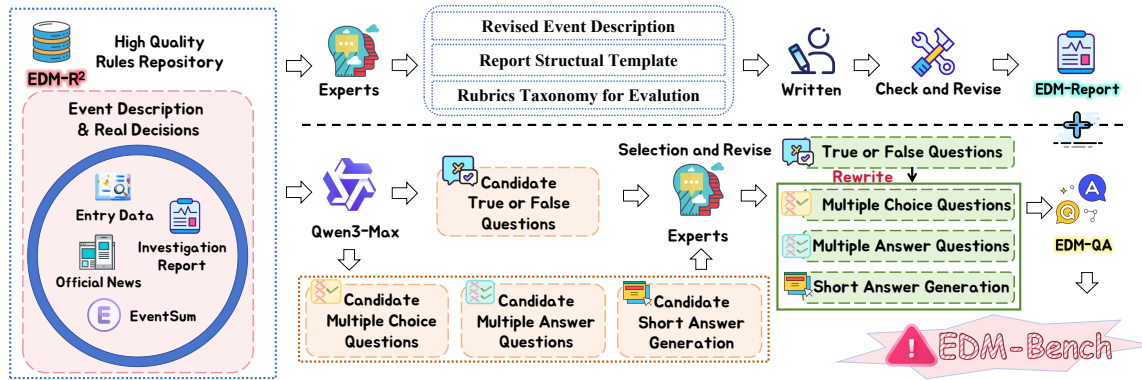 High Quality
Rules Repository
EDM-R²
Event Description
& Real Decisions
Entry Data
Investigation
Report
Official News
E
EventSum
Experts
Revised Event Description
Report Structual Template
Rubrics Taxonomy for Evalution
Written
Check and Revise
EDM-Report
Qwen3-Max
Candidate
True or False
Questions
Candidate
Multiple Choice
Questions
Candidate
Multiple Answer
Questions
Candidate
Short Answer
Generation
Selection and Revise
Experts
True or False Questions
Rewrite
Multiple Choice Questions
Multiple Answer Questions
Short Answer Generation
A
Q
EDM-QA
EDM-Bench